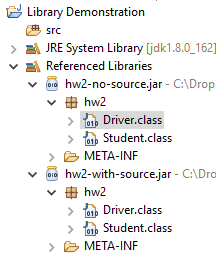 Library Demonstration
src
JRE System Library [jdk1.8.0_162]
Referenced Libraries
hw2-no-source.jar - C:\Drop
hw2
Driver.class
Student.class
META-INF
hw2-with-source.jar - C:\Dro
hw2
Driver.class
Student.class
META-INF